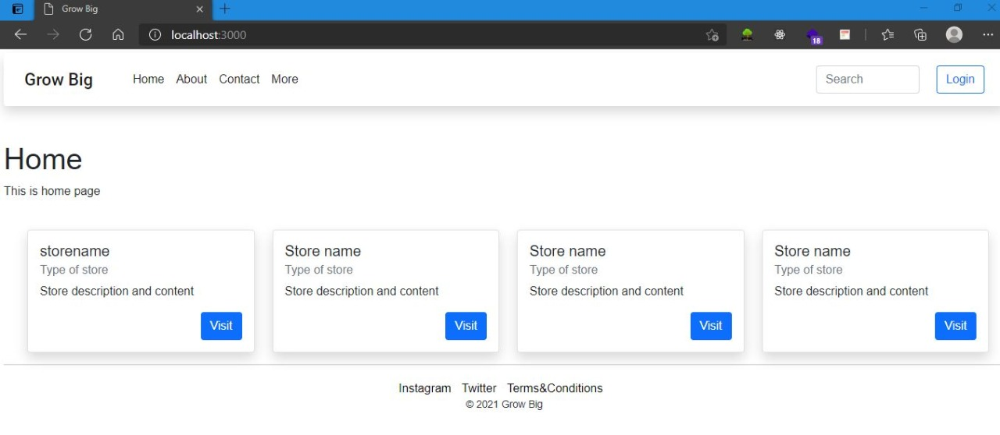 Grow Big
localhost:3000
18
Grow Big Home About Contact More Search Login
Home
This is home page
storename Store name Store name Store name
Type of store Type of store Type of store Type of store
Store description and content Store description and content Store description and content Store description and content
Visit Visit Visit Visit
Instagram Twitter Terms&Conditions
© 2021 Grow Big